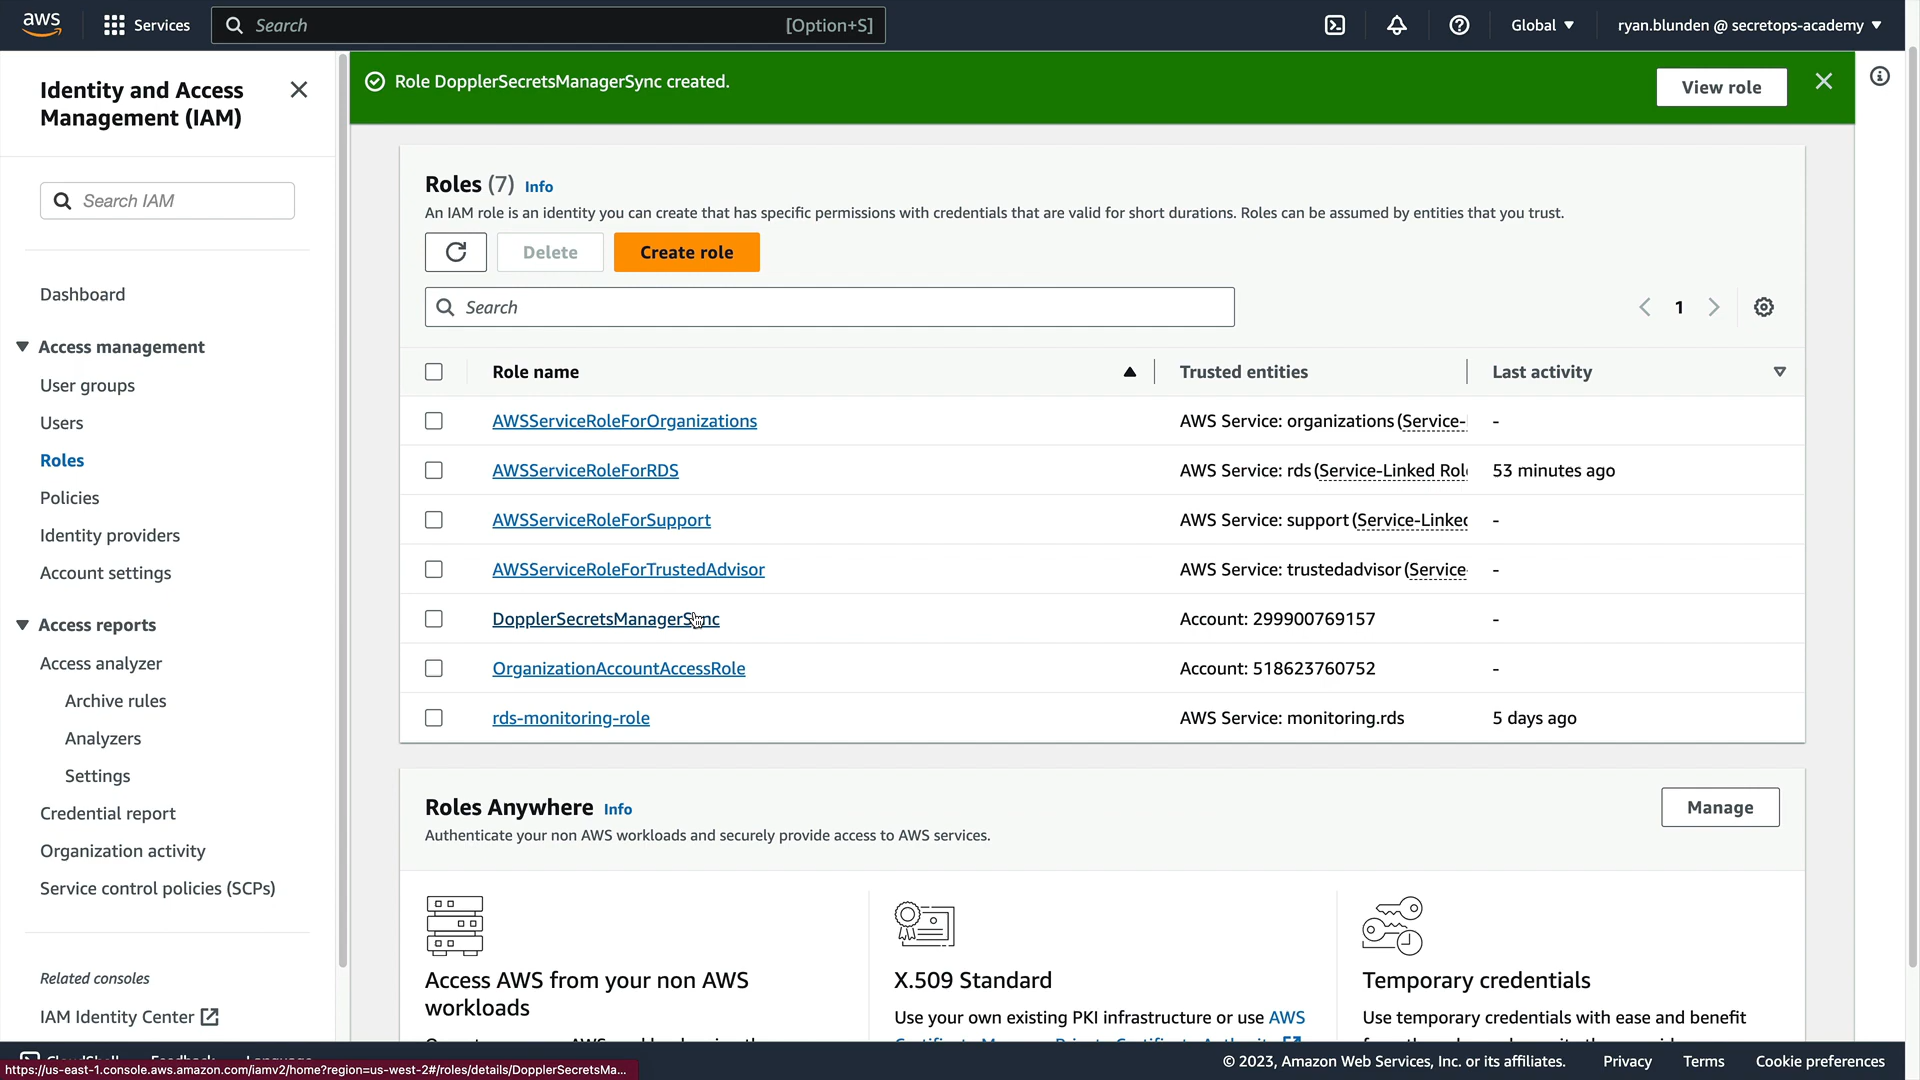 aws
Services
Search
[Option+S]
Global
ryan.blunden @ secretops-academy
Identity and Access
Management (IAM)
Search IAM
Dashboard
Access management
User groups
Users
Roles
Policies
Identity providers
Account settings
Access reports
Access analyzer
Archive rules
Analyzers
Settings
Credential report
Organization activity
Service control policies (SCPs)
Related consoles
IAM Identity Center
Role DopplerSecretsManagerSync created.
View role
Roles (7) Info
An IAM role is an identity you can create that has specific permissions with credentials that are valid for short durations. Roles can be assumed by entities that you trust.
Delete
Create role
Search
1
Role name
Trusted entities
Last activity
AWSServiceRoleForOrganizations
AWS Service: organizations (Service-
-
AWSServiceRoleForRDS
AWS Service: rds (Service-Linked Role
53 minutes ago
AWSServiceRoleForSupport
AWS Service: support (Service-Linked
-
AWSServiceRoleForTrustedAdvisor
AWS Service: trustedadvisor (Service
-
DopplerSecretsManagerSync
Account: 299900769157
-
OrganizationAccountAccessRole
Account: 518623760752
-
rds-monitoring-role
AWS Service: monitoring.rds
5 days ago
Roles Anywhere Info
Authenticate your non AWS workloads and securely provide access to AWS services.
Manage
Access AWS from your non AWS
workloads
X.509 Standard
Use your own existing PKI infrastructure or use AWS
Temporary credentials
Use temporary credentials with ease and benefit
CloudShell
Feedback
Language
https://us-east-1.console.aws.amazon.com/iamv2/home?region=us-west-2#/roles/details/DopplerSecretsMa...
© 2023, Amazon Web Services, Inc. or its affiliates.
Privacy
Terms
Cookie preferences